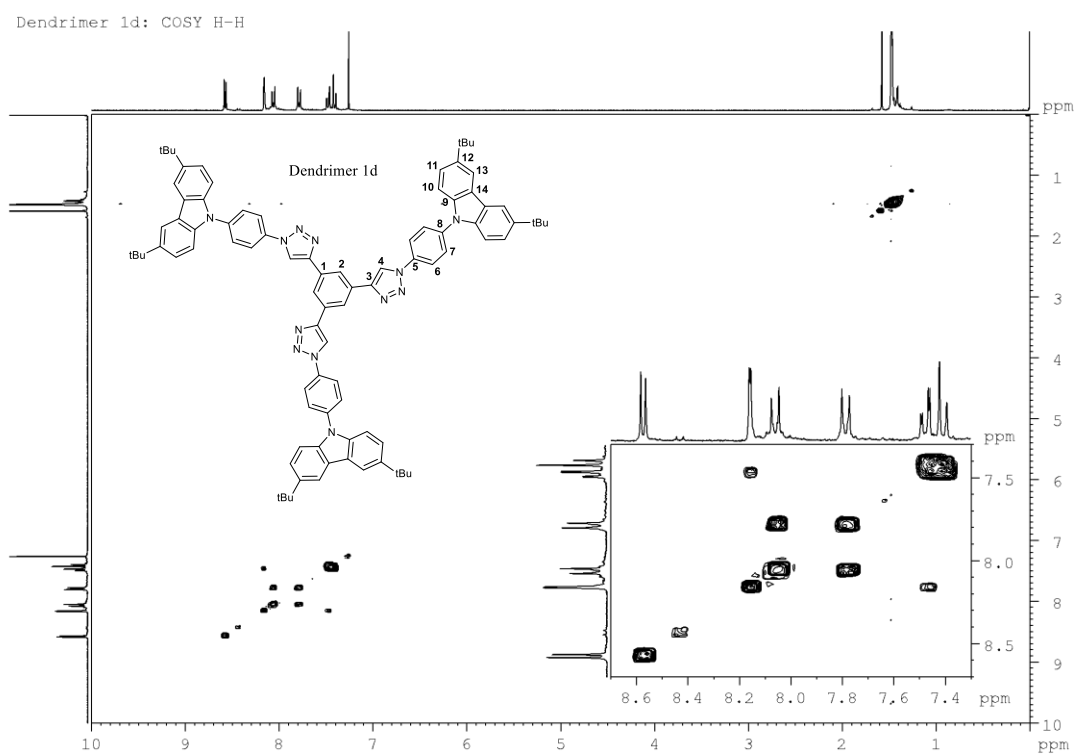 Dendrimer 1d: COSY H-H
ppm
tBu
tBu
Dendrimer 1d
12
11
13
10
14
9
8
7
N
tBu
N
N
N
N
tBu
1
2
3
4
5
6
N
N
N
N
N
N
N
N
tBu
tBu
ppm
7.5
8.0
8.5
8.6 8.4 8.2 8.0 7.8 7.6 7.4 ppm
1
2
3
4
5
6
7
8
9
10
10 9 8 7 6 5 4 3 2 1 ppm